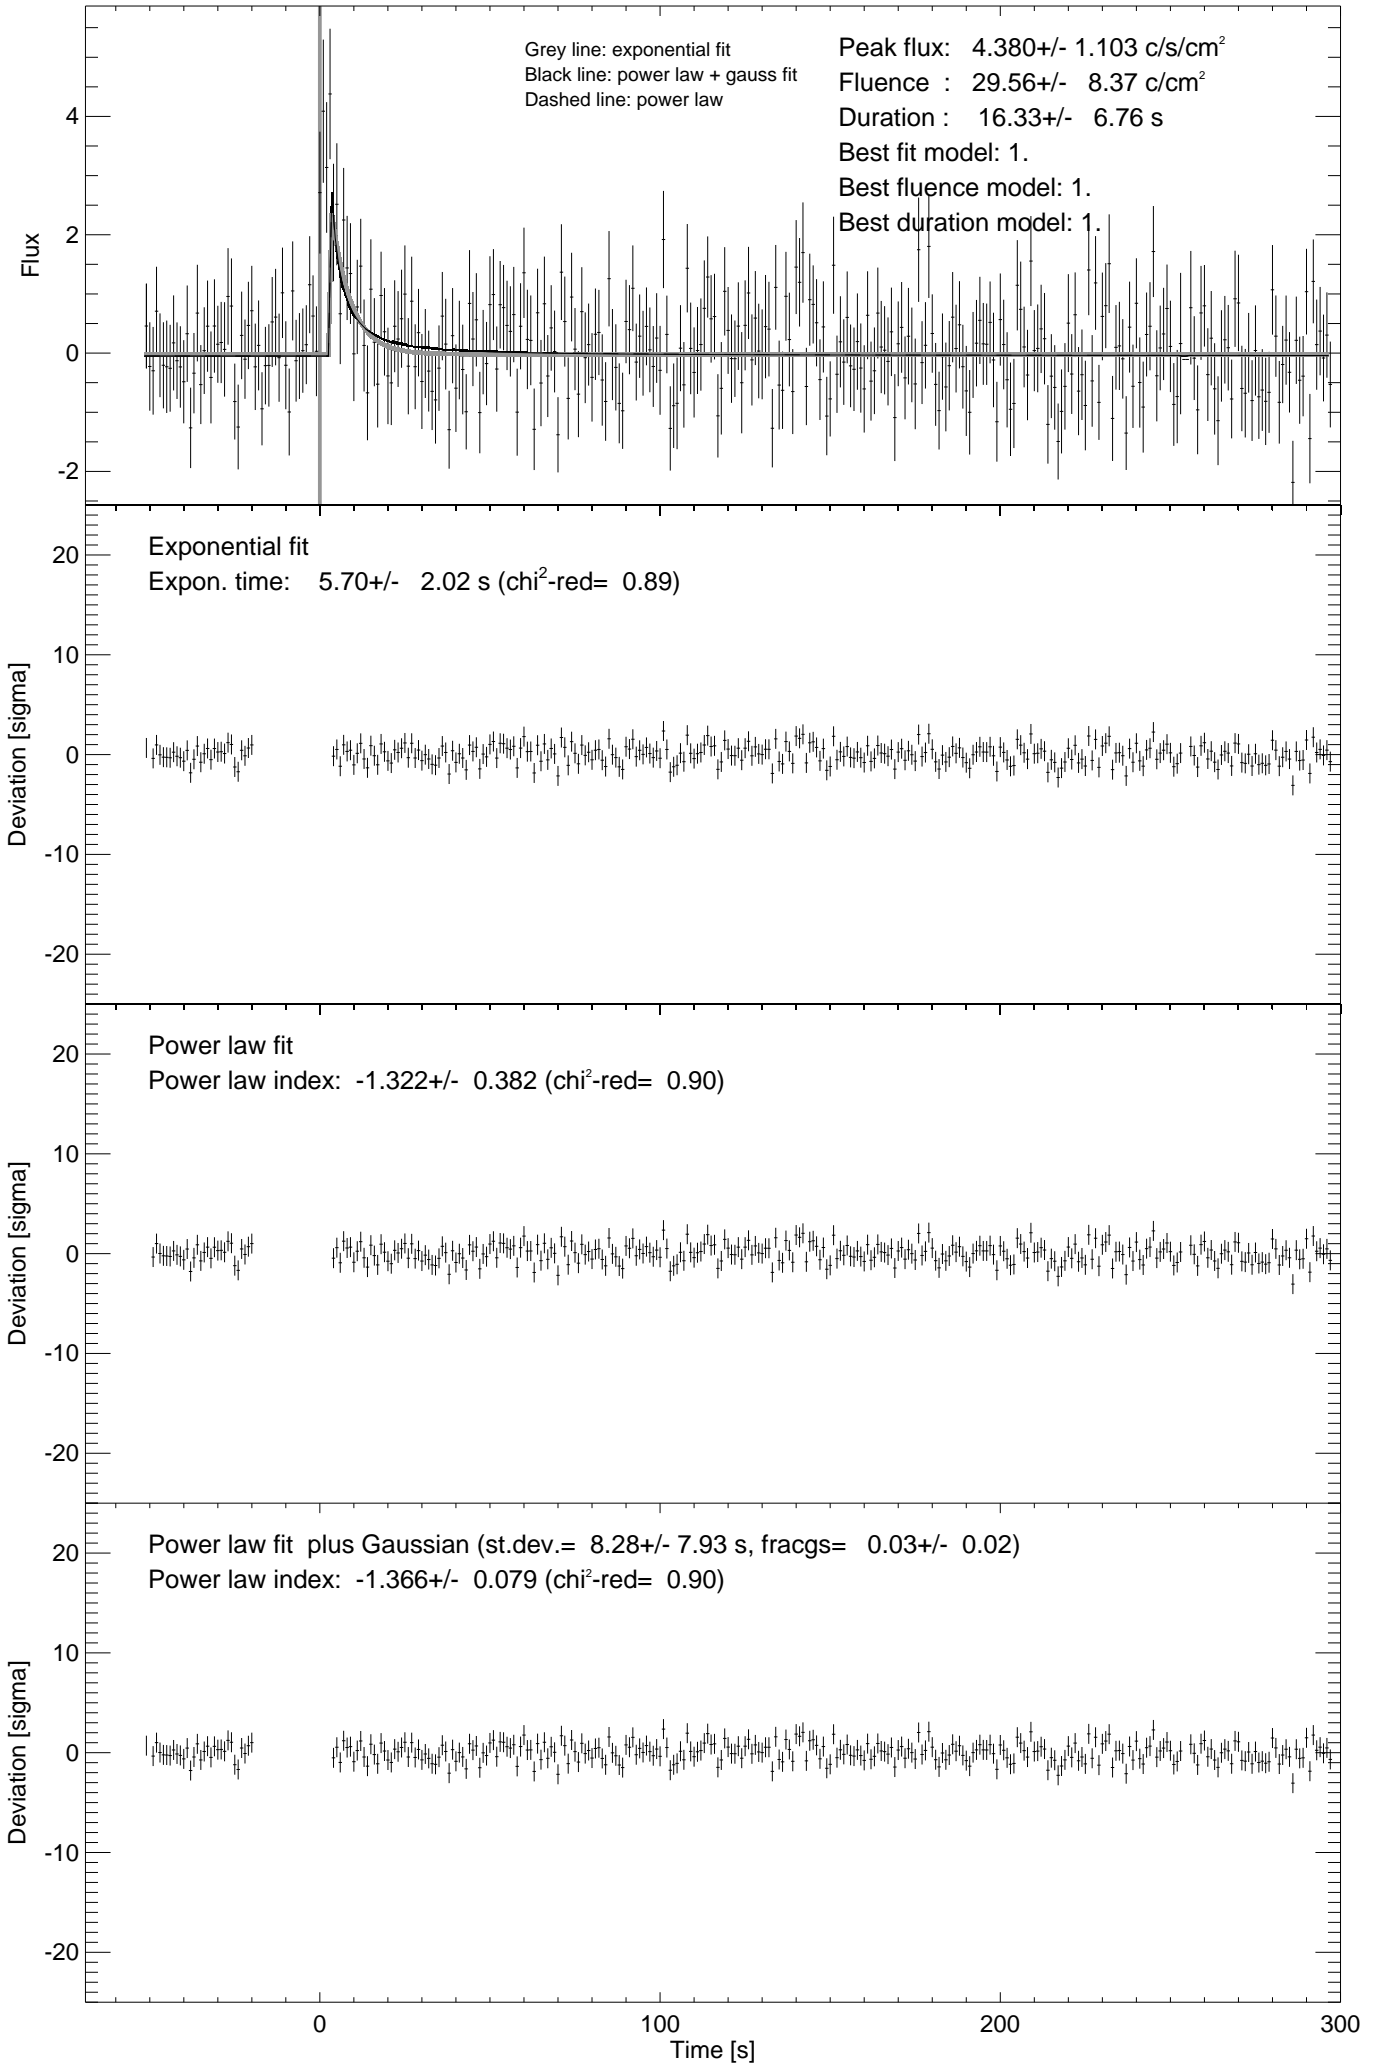 Grey line: exponential fit
Black line: power law + gauss fit
Dashed line: power law
Peak flux: 4.380+/- 1.103 c/s/cm²
Fluence : 29.56+/- 8.37 c/cm²
Duration : 16.33+/- 6.76 s
Best fit model: 1.
Best fluence model: 1.
Best duration model: 1.
Flux
4
2
0
-2
Exponential fit
Expon. time: 5.70+/- 2.02 s (chi²-red= 0.89)
Deviation [sigma]
20
10
0
-10
-20
Power law fit
Power law index: -1.322+/- 0.382 (chi²-red= 0.90)
Deviation [sigma]
20
10
0
-10
-20
Power law fit plus Gaussian (st.dev.= 8.28+/- 7.93 s, fracgs= 0.03+/- 0.02)
Power law index: -1.366+/- 0.079 (chi²-red= 0.90)
Deviation [sigma]
20
10
0
-10
-20
0 100 200 300
Time [s]